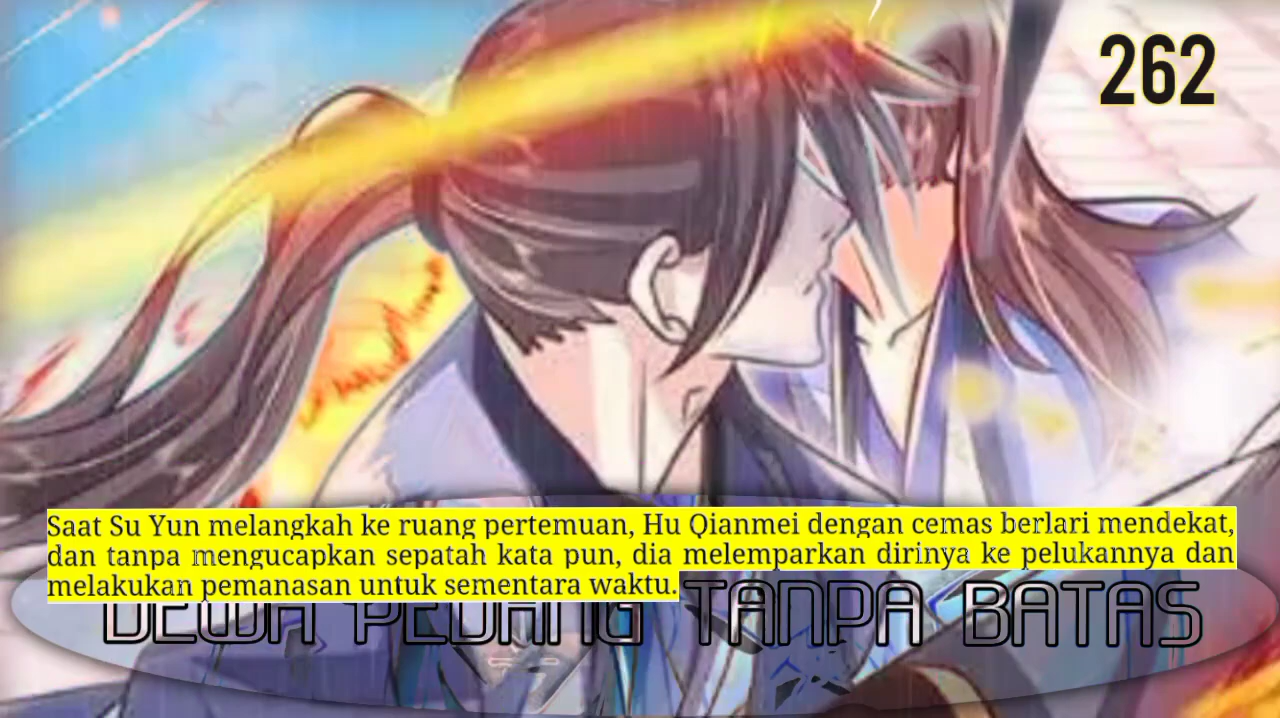 262
Saat Su Yun melangkah ke ruang pertemuan, Hu Qianmei dengan cemas berlari mendekat,
dan tanpa mengucapkan sepatah kata pun, dia melemparkan dirinya ke pelukannya dan
melakukan pemanasan untuk sementara waktu.
DEWA PEDANG TANPA BATAS